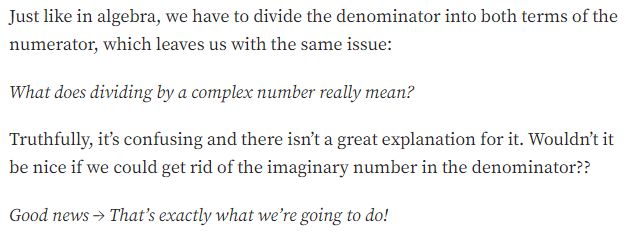 Just like in algebra, we have to divide the denominator into both terms of the
numerator, which leaves us with the same issue:
What does dividing by a complex number really mean?
Truthfully, it’s confusing and there isn’t a great explanation for it. Wouldn’t it
be nice if we could get rid of the imaginary number in the denominator??
Good news → That’s exactly what we’re going to do!